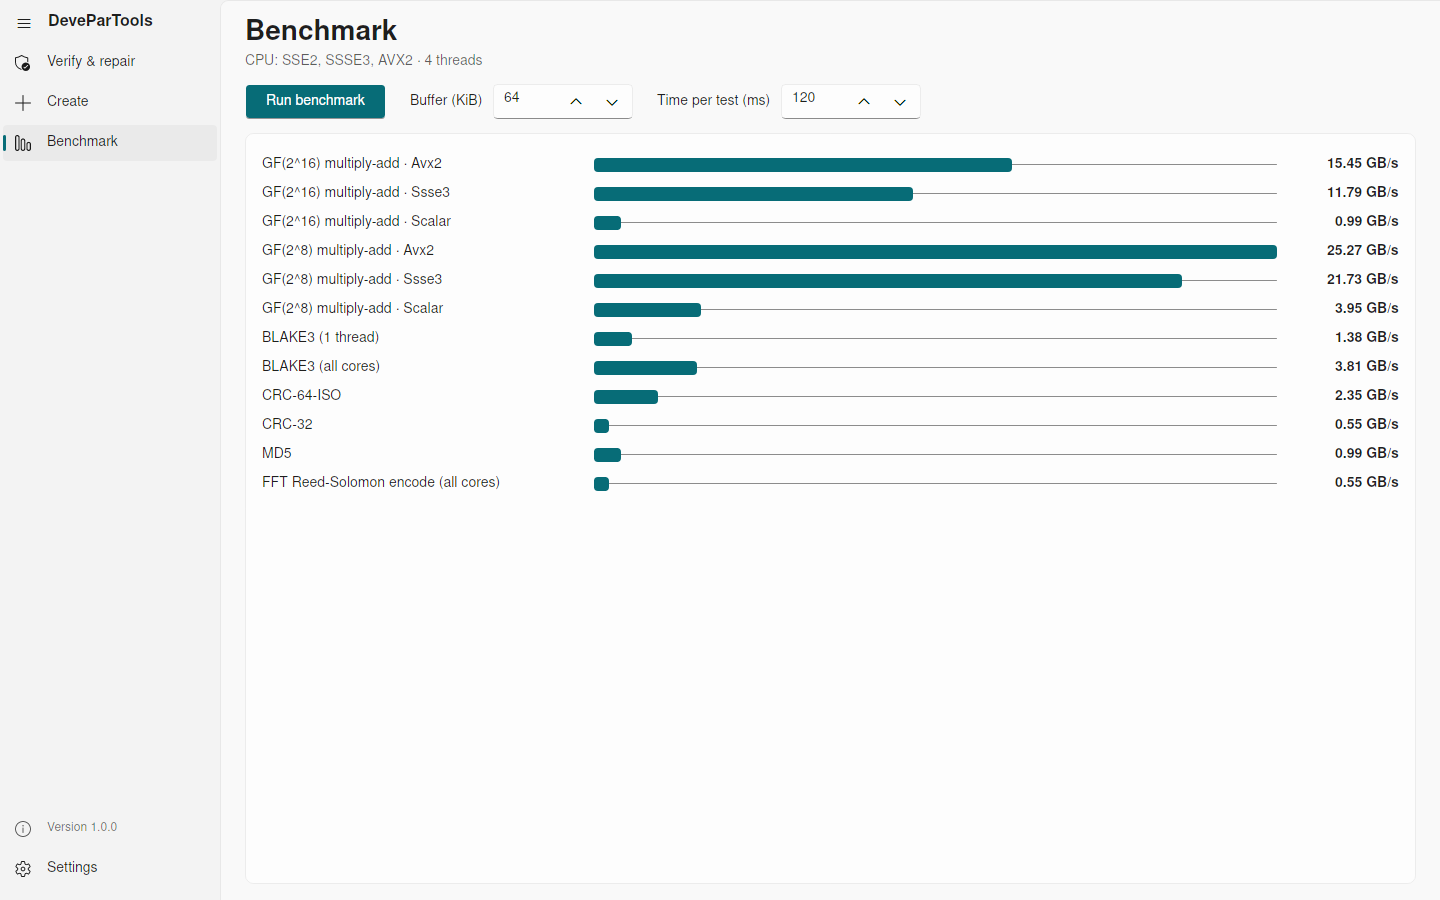 DeveParTools
Verify & repair
Create
Benchmark
Version 1.0.0
Settings
Benchmark
CPU: SSE2, SSSE3, AVX2 · 4 threads
Run benchmark Buffer (KiB) 64 Time per test (ms) 120
GF(2^16) multiply-add · Avx2 15.45 GB/s
GF(2^16) multiply-add · Ssse3 11.79 GB/s
GF(2^16) multiply-add · Scalar 0.99 GB/s
GF(2^8) multiply-add · Avx2 25.27 GB/s
GF(2^8) multiply-add · Ssse3 21.73 GB/s
GF(2^8) multiply-add · Scalar 3.95 GB/s
BLAKE3 (1 thread) 1.38 GB/s
BLAKE3 (all cores) 3.81 GB/s
CRC-64-ISO 2.35 GB/s
CRC-32 0.55 GB/s
MD5 0.99 GB/s
FFT Reed-Solomon encode (all cores) 0.55 GB/s